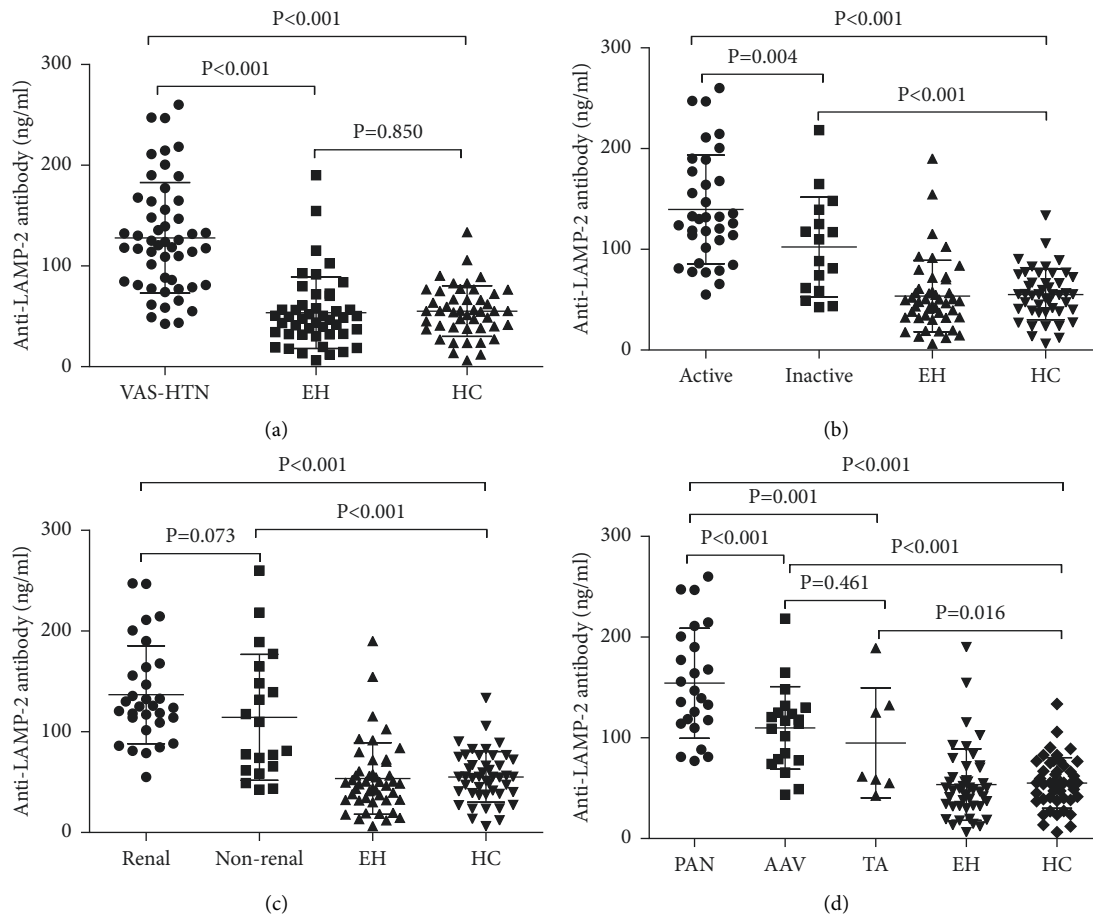 P<0.001
P<0.001
P=0.850
300
200
100
0
Anti-LAMP-2 antibody (ng/ml)
VAS-HTN EH HC
(a)
P<0.001
P=0.004
P<0.001
300
200
100
0
Anti-LAMP-2 antibody (ng/ml)
Active Inactive EH HC
(b)
P<0.001
P<0.001
P=0.073
300
200
100
0
Anti-LAMP-2 antibody (ng/ml)
Renal Non-renal EH HC
(c)
P<0.001
P=0.001
P<0.001
P<0.001
P=0.461
P=0.016
300
200
100
0
Anti-LAMP-2 antibody (ng/ml)
PAN AAV TA EH HC
(d)